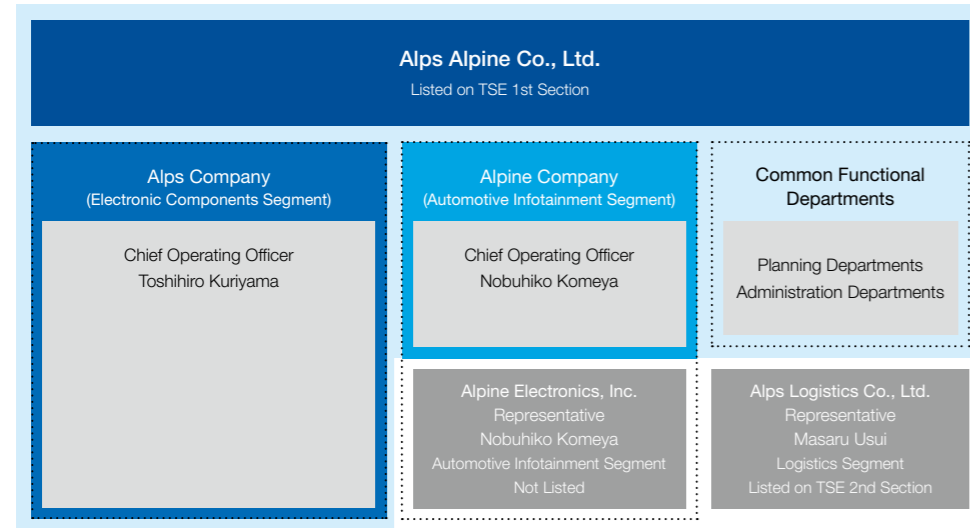 Alps Alpine Co., Ltd.
Listed on TSE 1st Section
Alps Company
(Electronic Components Segment)
Chief Operating Officer
Toshihiro Kuriyama
Alpine Company
(Automotive Infotainment Segment)
Chief Operating Officer
Nobuhiko Komeya
Common Functional
Departments
Planning Departments
Administration Departments
Alpine Electronics, Inc.
Representative
Nobuhiko Komeya
Automotive Infotainment Segment
Not Listed
Alps Logistics Co., Ltd.
Representative
Masaru Usui
Logistics Segment
Listed on TSE 2nd Section